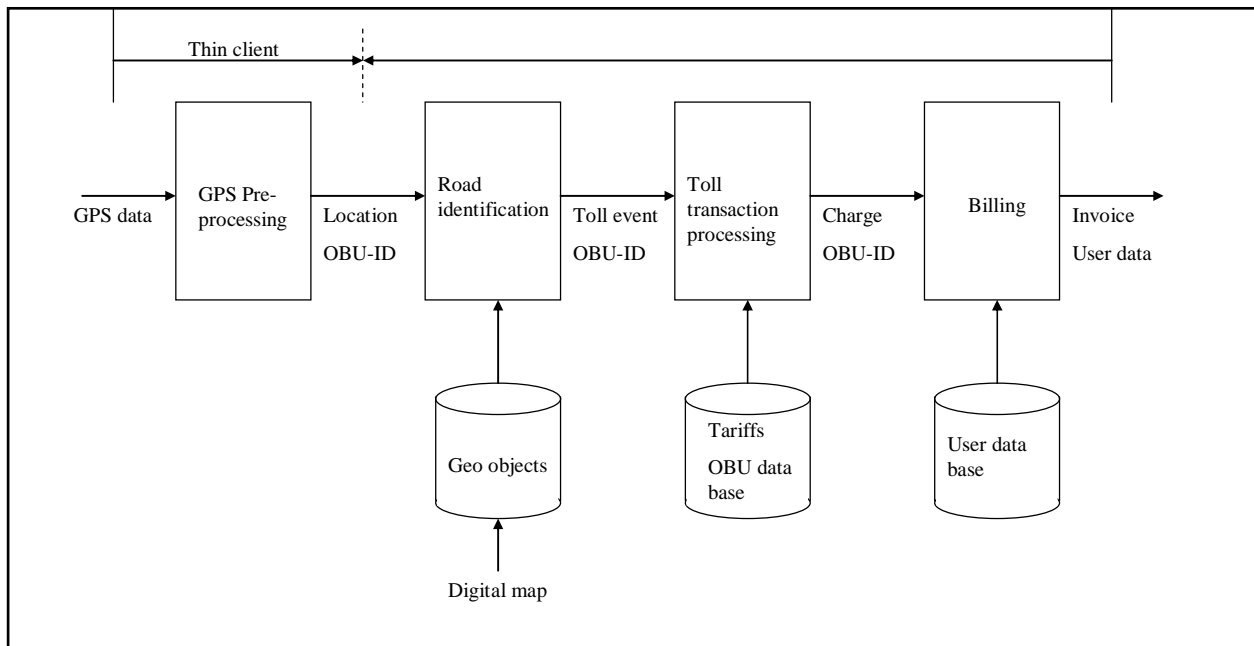 Thin client
GPS Pre-
processing
Road
identification
Toll
transaction
processing
Billing
GPS data
Location
OBU-ID
Toll event
OBU-ID
Charge
OBU-ID
Invoice
User data
Geo objects
Tariffs
OBU data
base
User data
base
Digital map